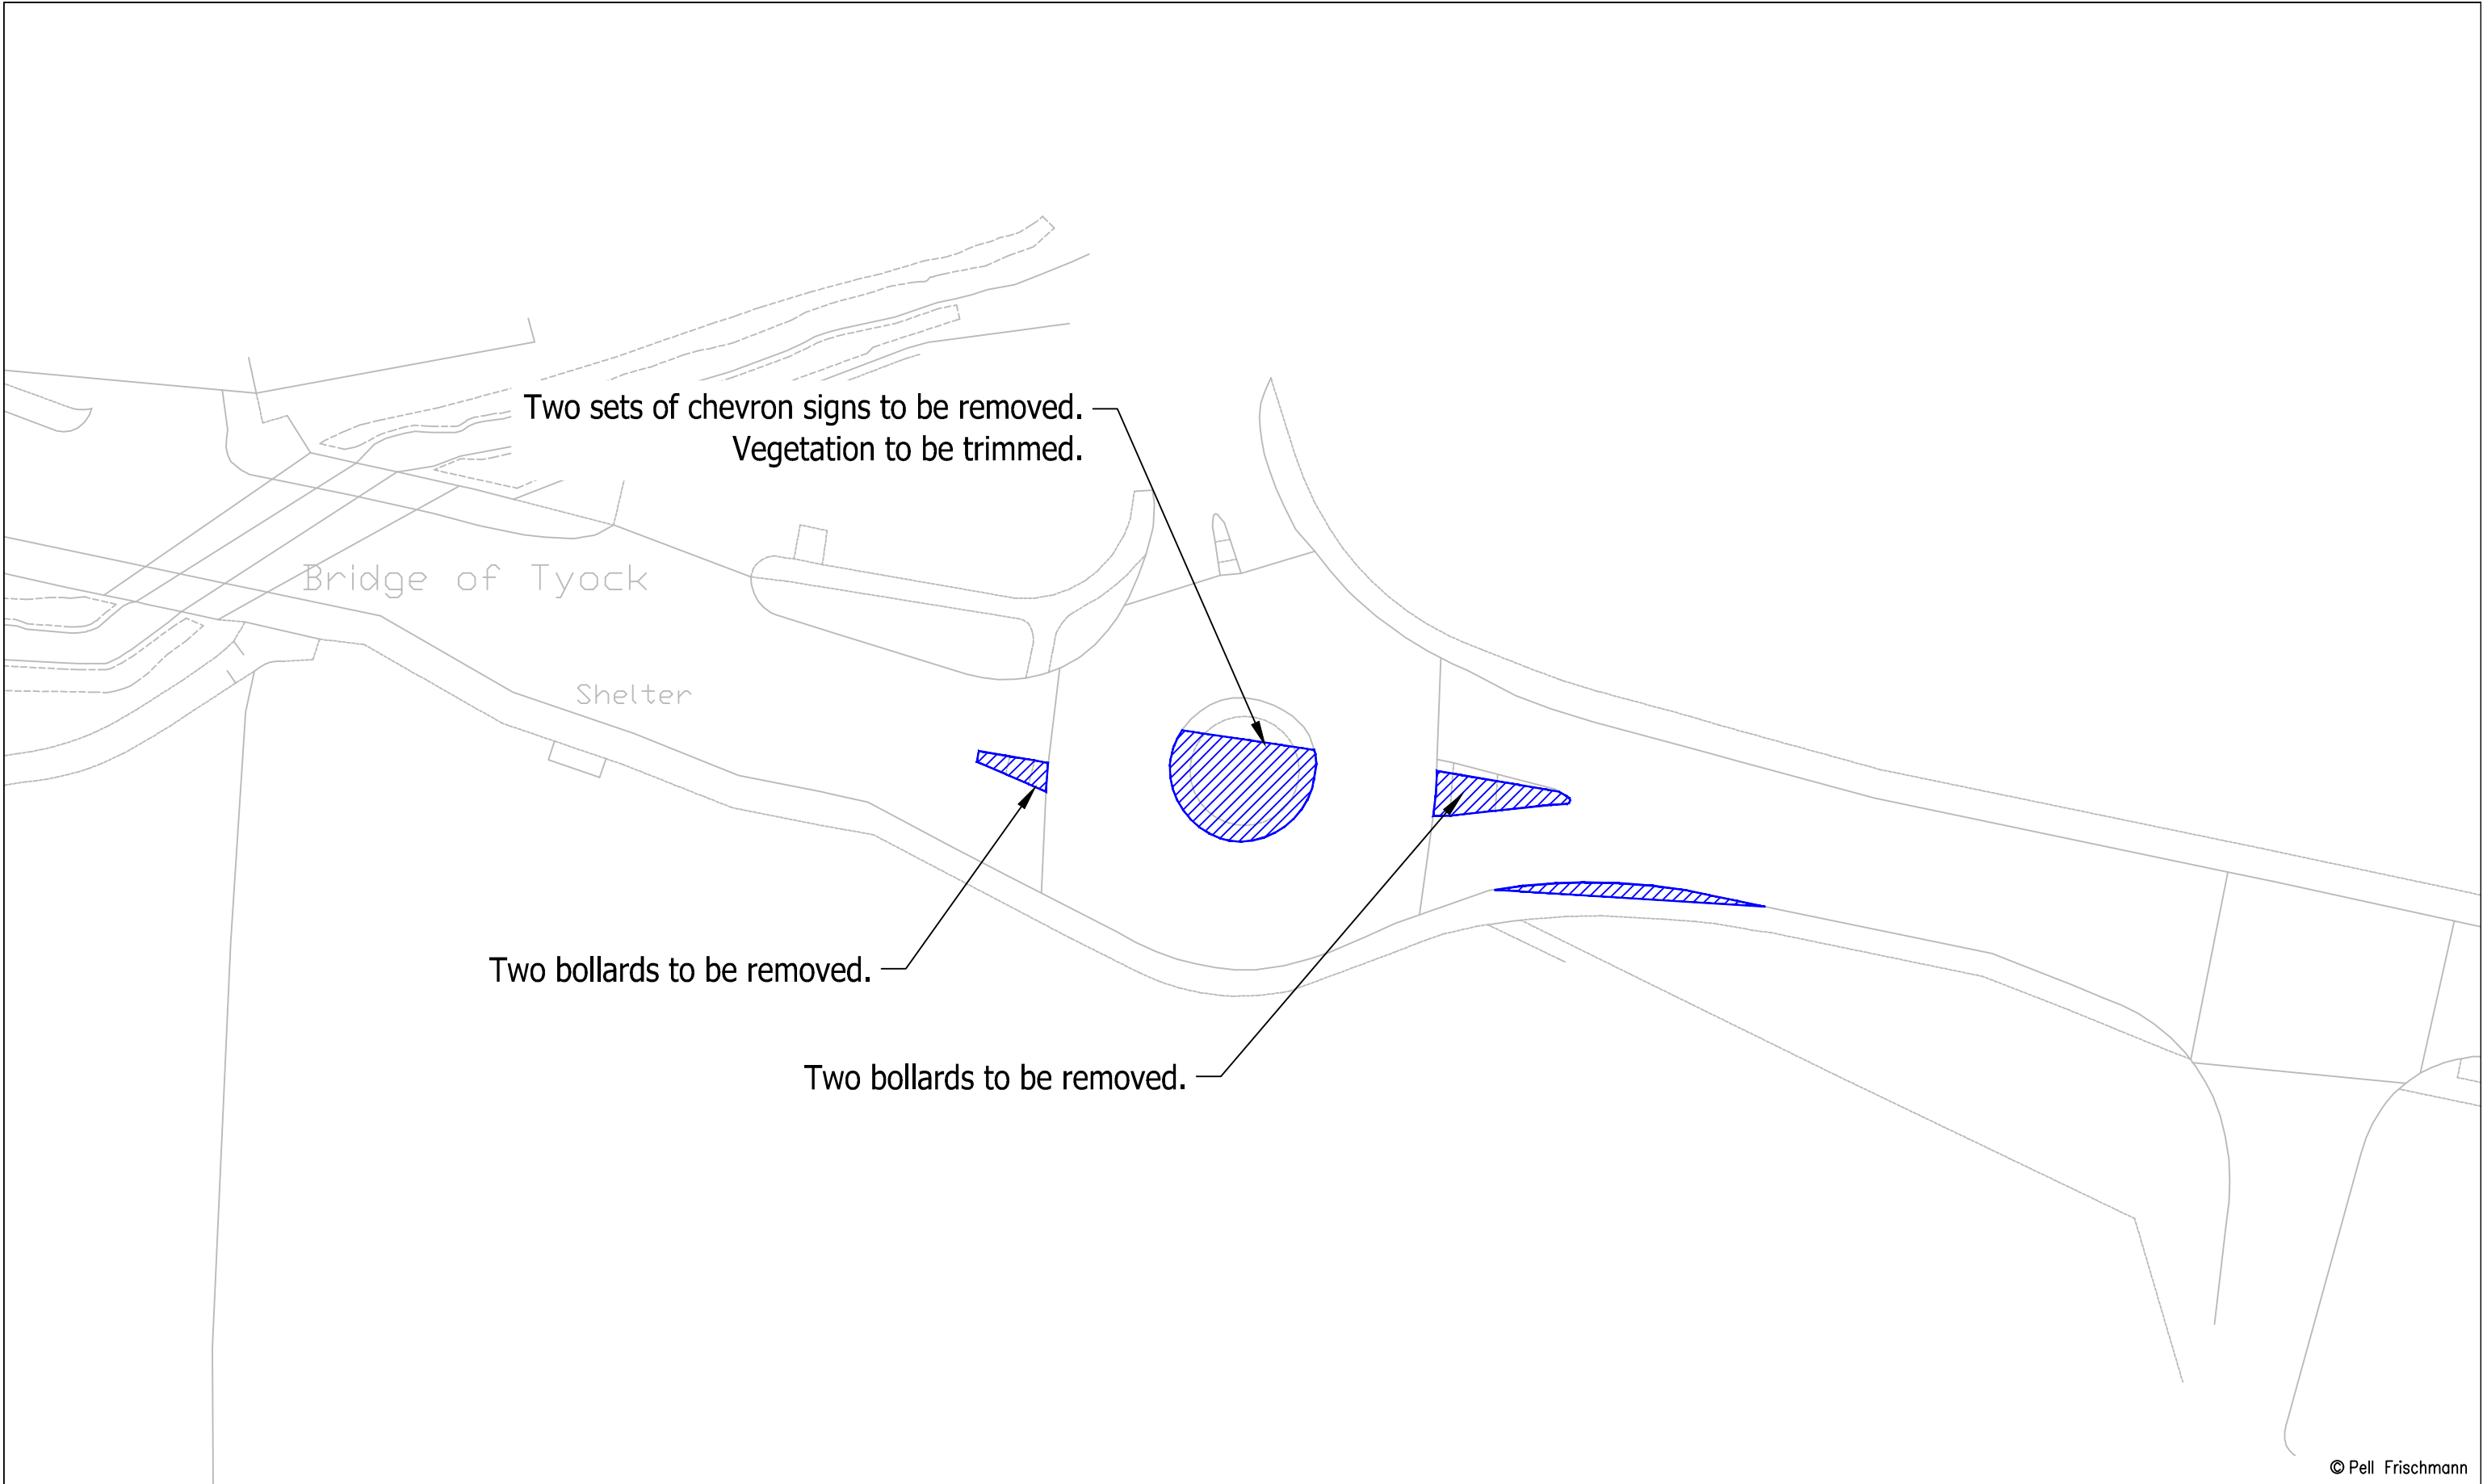 Two sets of chevron signs to be removed.
Vegetation to be trimmed.
Bridge of Tyock
Shelter
Two bollards to be removed.
Two bollards to be removed.
© Pell Frischmann